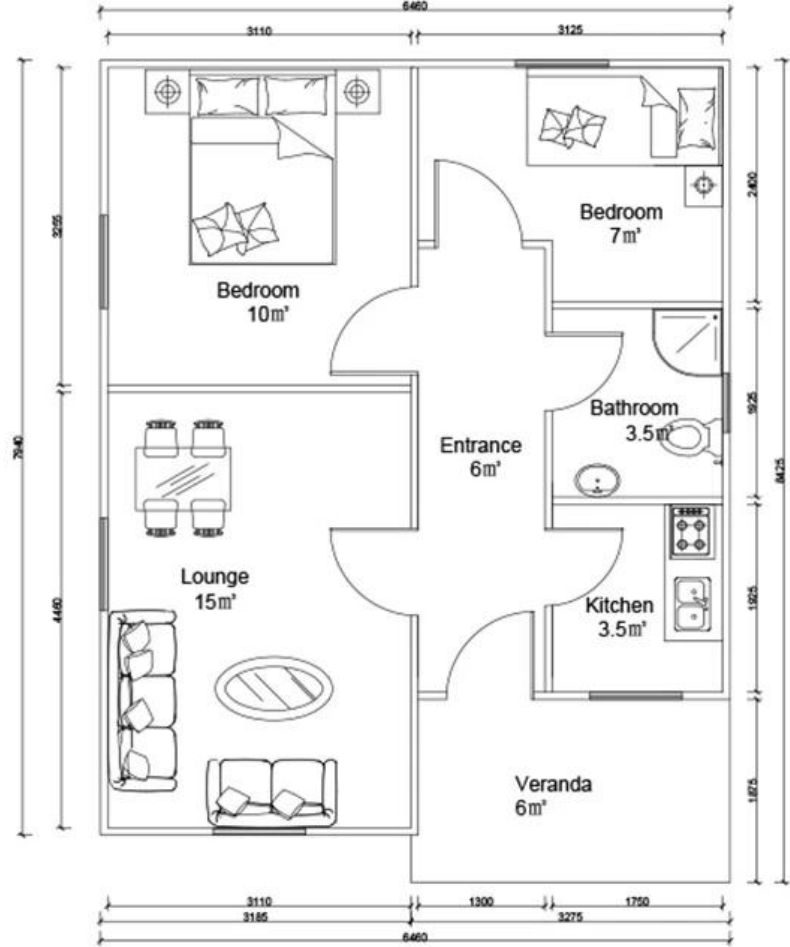 6460
3110 3125
3255
7940
4460
2400
1925
1925
1875
8425
Bedroom
10㎡
Bedroom
7㎡
Bathroom
3.5㎡
Entrance
6㎡
Lounge
15㎡
Kitchen
3.5㎡
Veranda
6㎡
3110 1300 1750
3185 3275
6460